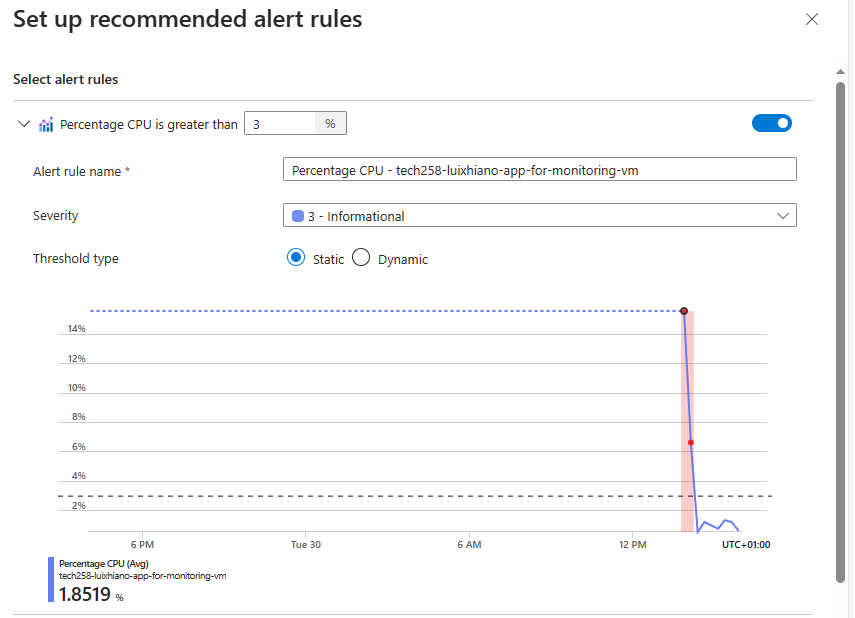 Set up recommended alert rules
Select alert rules
Percentage CPU is greater than 3 %
Alert rule name *
Percentage CPU - tech258-luixhiano-app-for-monitoring-vm
Severity
3 - Informational
Threshold type
Static
Dynamic
14%
12%
10%
8%
6%
4%
2%
6 PM
Tue 30
6 AM
12 PM
UTC+01:00
Percentage CPU (Avg)
tech258-luixhiano-app-for-monitoring-vm
1.8519 %